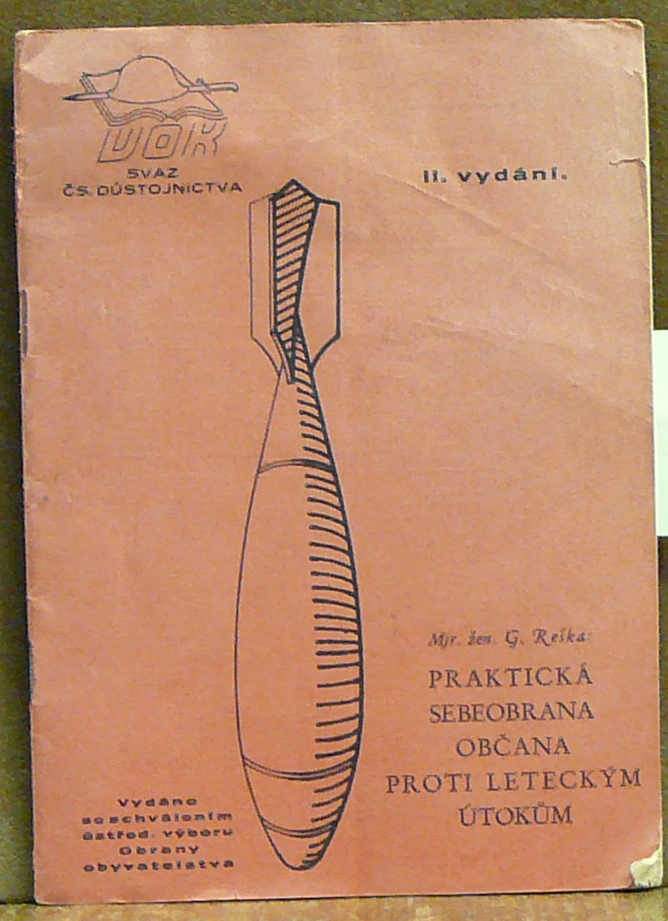 VOK
SVAZ
ČS. DŮSTOJNICTVA
II. vydání.
Mjr. žen. G. Reška:
PRAKTICKÁ
SEBEOBRANA
OBČANA
PROTI LETECKÝM
ÚTOKŮM
Vydáno
se schválením
ústřed. výboru
Obrany
obyvatelstva